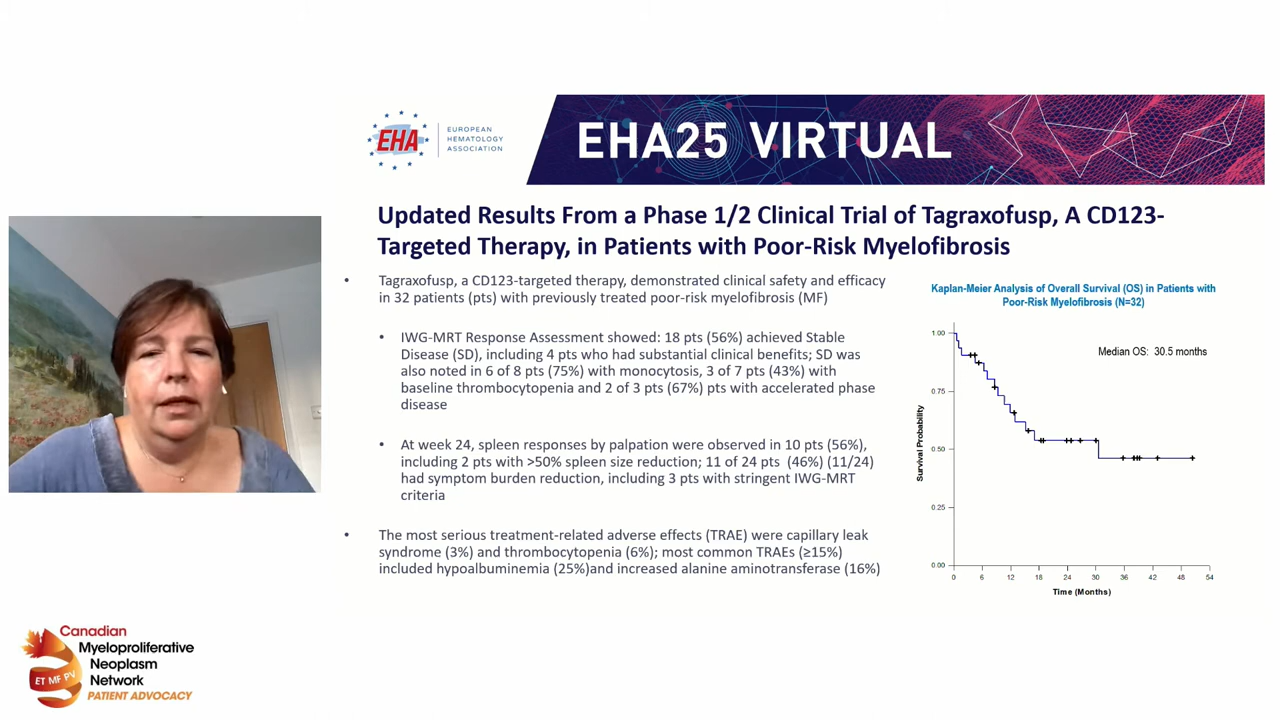 EHA
EUROPEAN
HEMATOLOGY
ASSOCIATION
EHA25 VIRTUAL
Updated Results From a Phase 1/2 Clinical Trial of Tagraxofusp, A CD123-
Targeted Therapy, in Patients with Poor-Risk Myelofibrosis
• Tagraxofusp, a CD123-targeted therapy, demonstrated clinical safety and efficacy
in 32 patients (pts) with previously treated poor-risk myelofibrosis (MF)
• IWG-MRT Response Assessment showed: 18 pts (56%) achieved Stable
Disease (SD), including 4 pts who had substantial clinical benefits; SD was
also noted in 6 of 8 pts (75%) with monocytosis, 3 of 7 pts (43%) with
baseline thrombocytopenia and 2 of 3 pts (67%) pts with accelerated phase
disease
• At week 24, spleen responses by palpation were observed in 10 pts (56%),
including 2 pts with >50% spleen size reduction; 11 of 24 pts (46%) (11/24)
had symptom burden reduction, including 3 pts with stringent IWG-MRT
criteria
• The most serious treatment-related adverse effects (TRAE) were capillary leak
syndrome (3%) and thrombocytopenia (6%); most common TRAEs (≥15%)
included hypoalbuminemia (25%)and increased alanine aminotransferase (16%)
Kaplan-Meier Analysis of Overall Survival (OS) in Patients with
Poor-Risk Myelofibrosis (N=32)
Median OS: 30.5 months
Survival Probability
1.00
0.75
0.50
0.25
0.00
0 6 12 18 24 30 36 42 48 54
Time (Months)
Canadian
Myeloproliferative
Neoplasm
Network
PATIENT ADVOCACY
ET MF PV